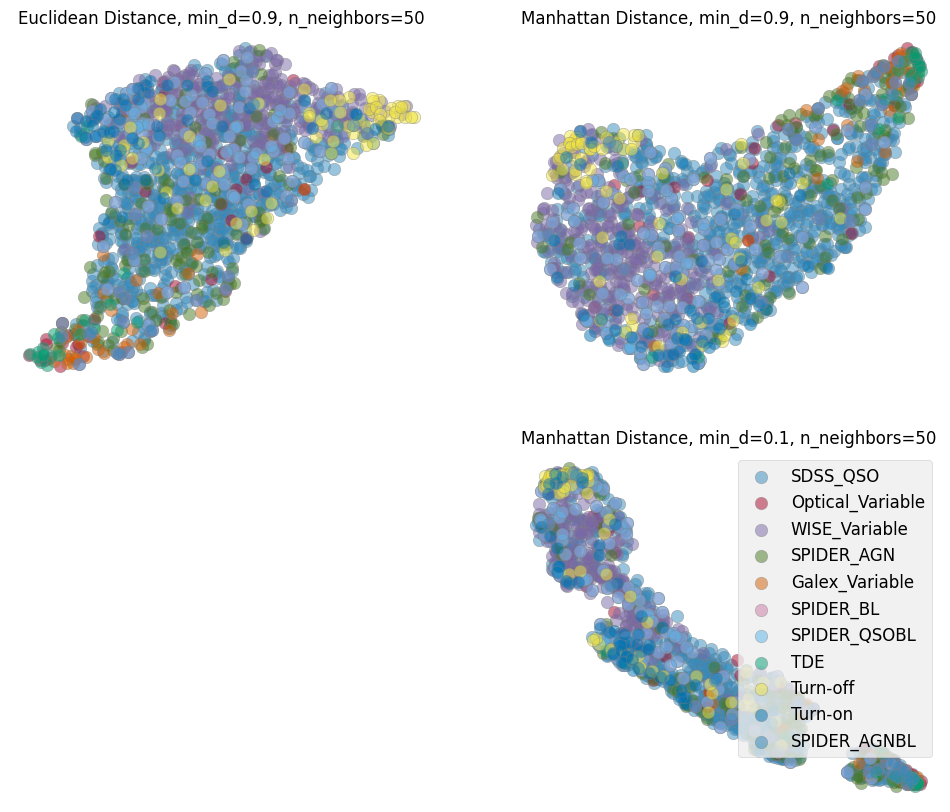 Euclidean Distance, min_d=0.9, n_neighbors=50
Manhattan Distance, min_d=0.9, n_neighbors=50
Manhattan Distance, min_d=0.1, n_neighbors=50
SDSS_QSO
Optical_Variable
WISE_Variable
SPIDER_AGN
Galex_Variable
SPIDER_BL
SPIDER_QSOBL
TDE
Turn-off
Turn-on
SPIDER_AGNBL